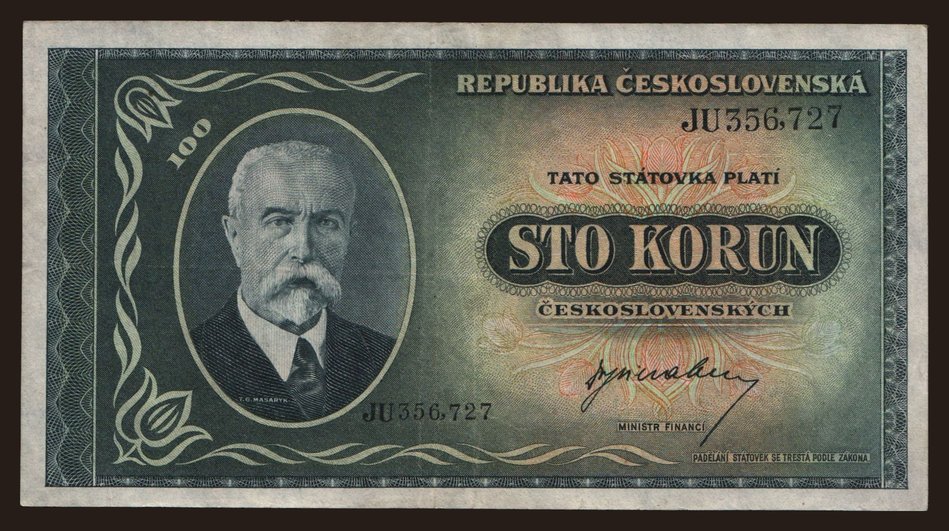 REPUBLIKA ČESKOSLOVENSKÁ
JU356,727
100
TATO STÁTOVKA PLATÍ
STO KORUN
ČESKOSLOVENSKÝCH
T. G. MASARYK
JU356,727
MINISTR FINANCÍ
PADĚLÁNÍ STÁTOVEK SE TRESTÁ PODLE ZÁKONA